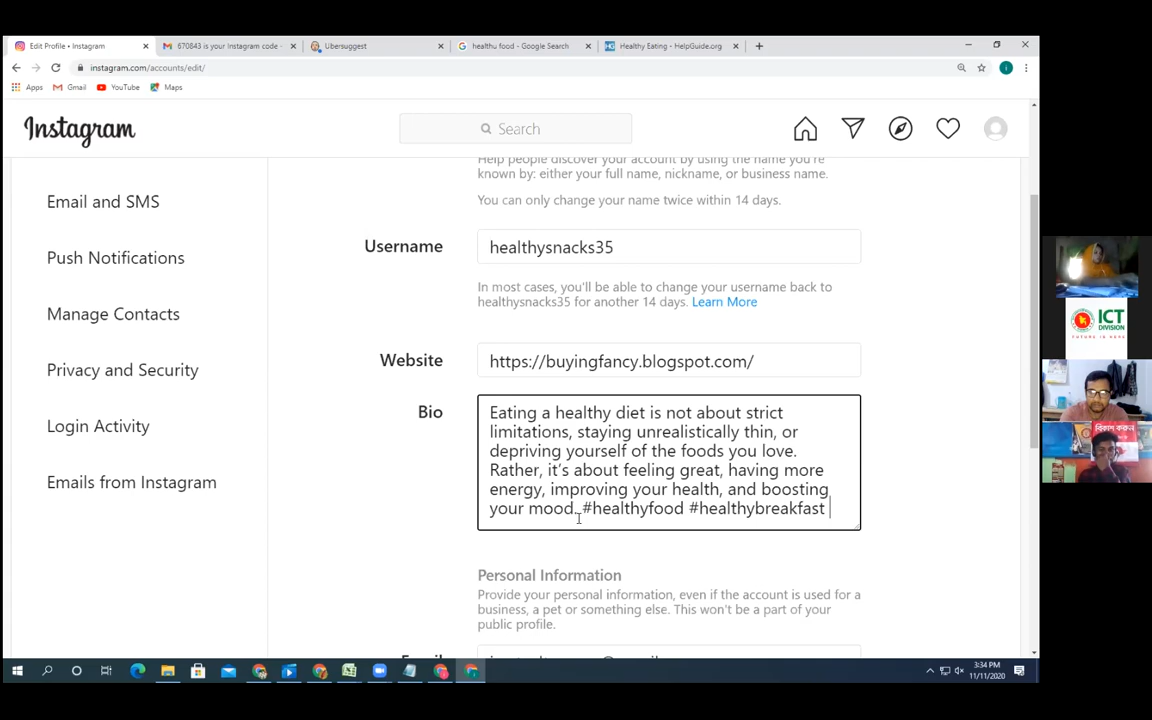 Edit Profile • Instagram
670843 is your Instagram code -
Ubersuggest
healthu food - Google Search
Healthy Eating - HelpGuide.org
instagram.com/accounts/edit/
Apps
Gmail
YouTube
Maps
Instagram
Search
Help people discover your account by using the name you're
known by: either your full name, nickname, or business name.
You can only change your name twice within 14 days.
Email and SMS
Push Notifications
Manage Contacts
Privacy and Security
Login Activity
Emails from Instagram
Username
healthysnacks35
In most cases, you'll be able to change your username back to
healthysnacks35 for another 14 days. Learn More
Website
https://buyingfancy.blogspot.com/
Bio
Eating a healthy diet is not about strict
limitations, staying unrealistically thin, or
depriving yourself of the foods you love.
Rather, it's about feeling great, having more
energy, improving your health, and boosting
your mood. #healthyfood #healthybreakfast
Personal Information
Provide your personal information, even if the account is used for a
business, a pet or something else. This won't be a part of your
public profile.
ICT
DIVISION
FUTURE IS HERE
3:34 PM
11/11/2020